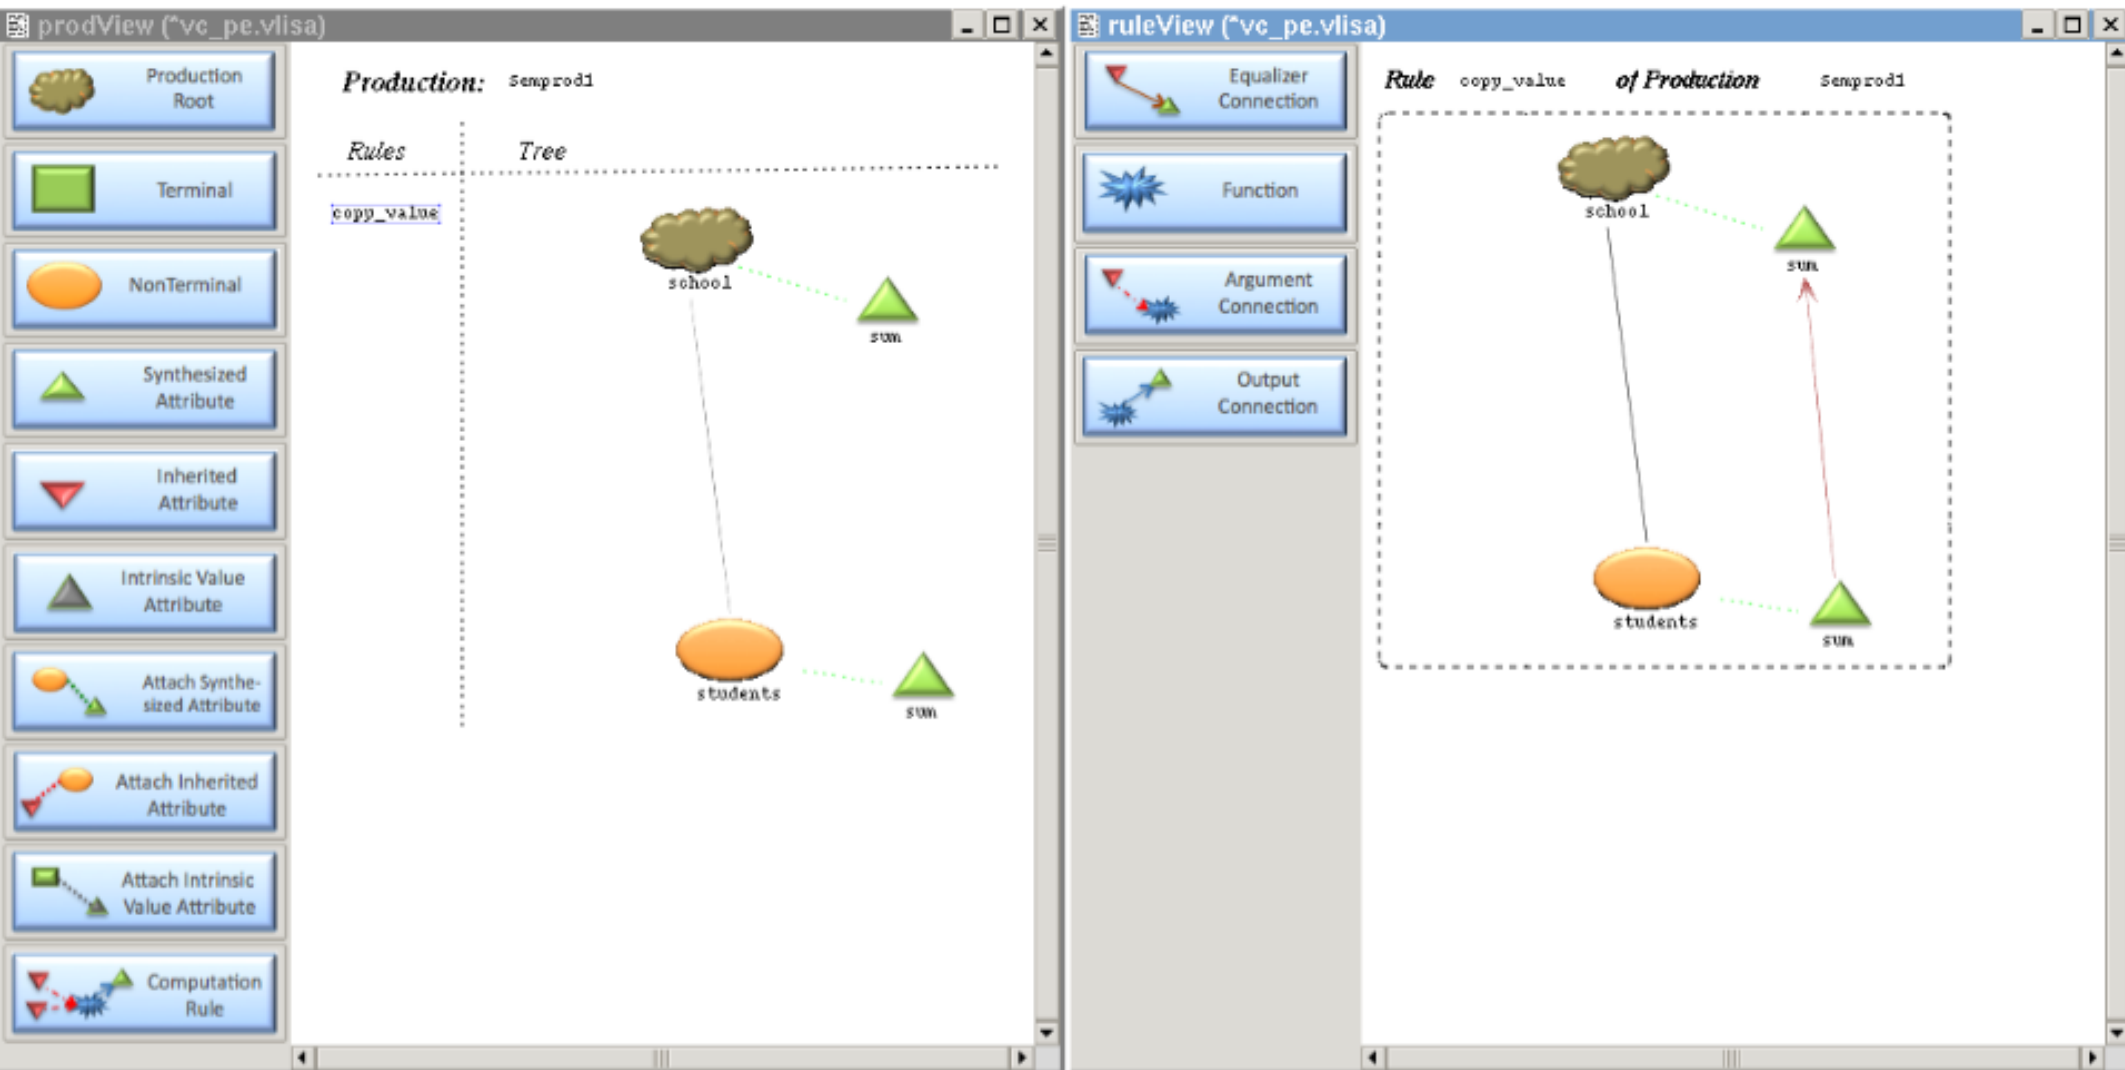 prodView (*vc_pe.vlisa)
Production
Root
Terminal
NonTerminal
Synthesized
Attribute
Inherited
Attribute
Intrinsic Value
Attribute
Attach Synthe-
sized Attribute
Attach Inherited
Attribute
Attach Intrinsic
Value Attribute
Computation
Rule
Production: Semprod1
Rules Tree
copy_value
school
sum
students
sum
ruleView (*vc_pe.vlisa)
Equalizer
Connection
Function
Argument
Connection
Output
Connection
Rule copy_value of Production Semprod1
school
sum
students
sum